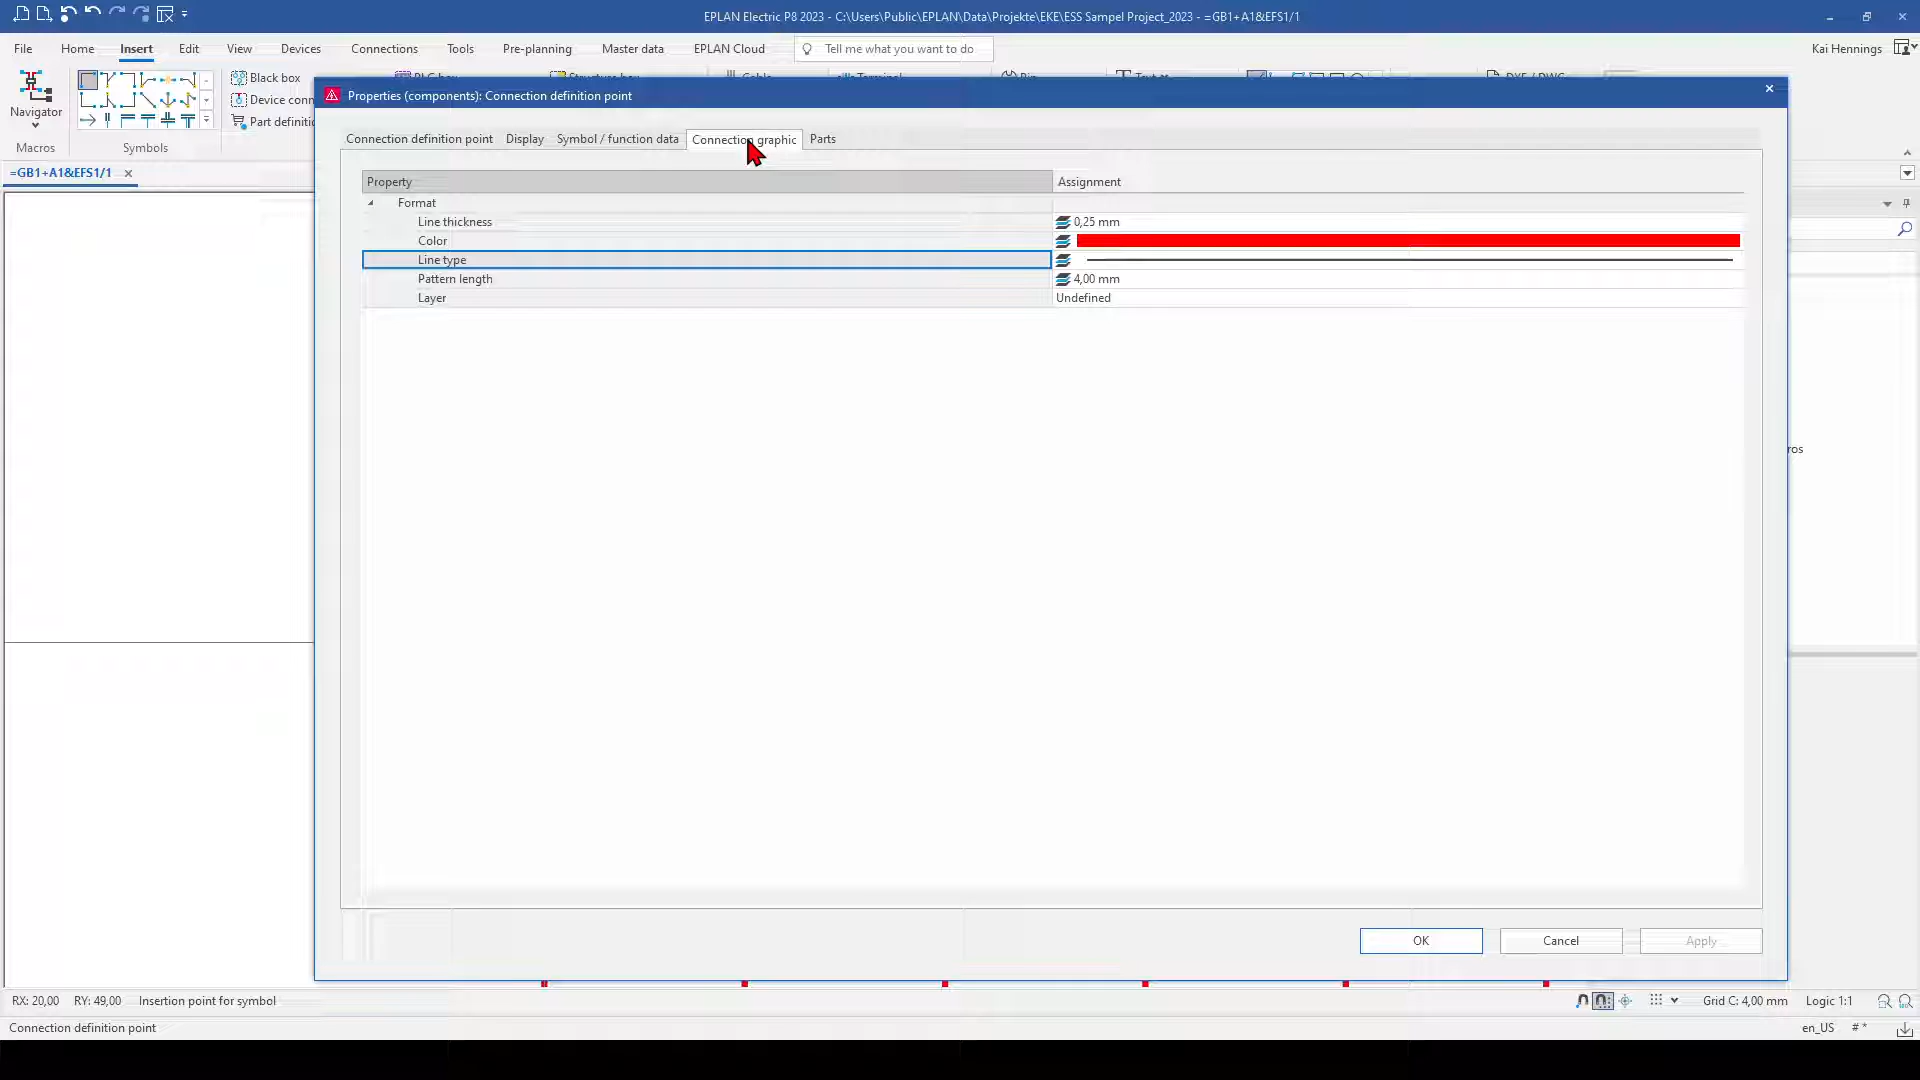 EPLAN Electric P8 2023 - C:\Users\Public\EPLAN\Data\Projekte\EKE\ESS Sampel Project_2023 - =GB1+A1&EFS1/1
File Home Insert Edit View Devices Connections Tools Pre-planning Master data EPLAN Cloud Tell me what you want to do Kai Hennings
Black box
Device conn
Part definiti
Navigator
Macros
Symbols
=GB1+A1&EFS1/1
Properties (components): Connection definition point
Connection definition point Display Symbol / function data Connection graphic Parts
Property Assignment
Format
Line thickness 0,25 mm
Color
Line type
Pattern length 4,00 mm
Layer Undefined
ros
OK Cancel Apply
RX: 20,00 RY: 49,00 Insertion point for symbol Grid C: 4,00 mm Logic 1:1
Connection definition point en_US # *